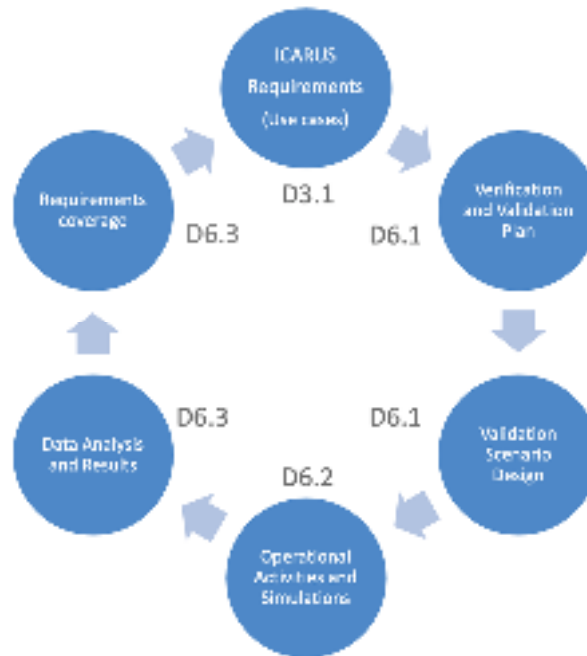 ICARUS
Requirements
(Use cases)
D3.1
Verification
and Validation
Plan
D6.1
Validation
Scenario
Design
D6.1
Operational
Activities and
Simulations
D6.2
Data Analysis
and Results
D6.3
Requirements
coverage
D6.3